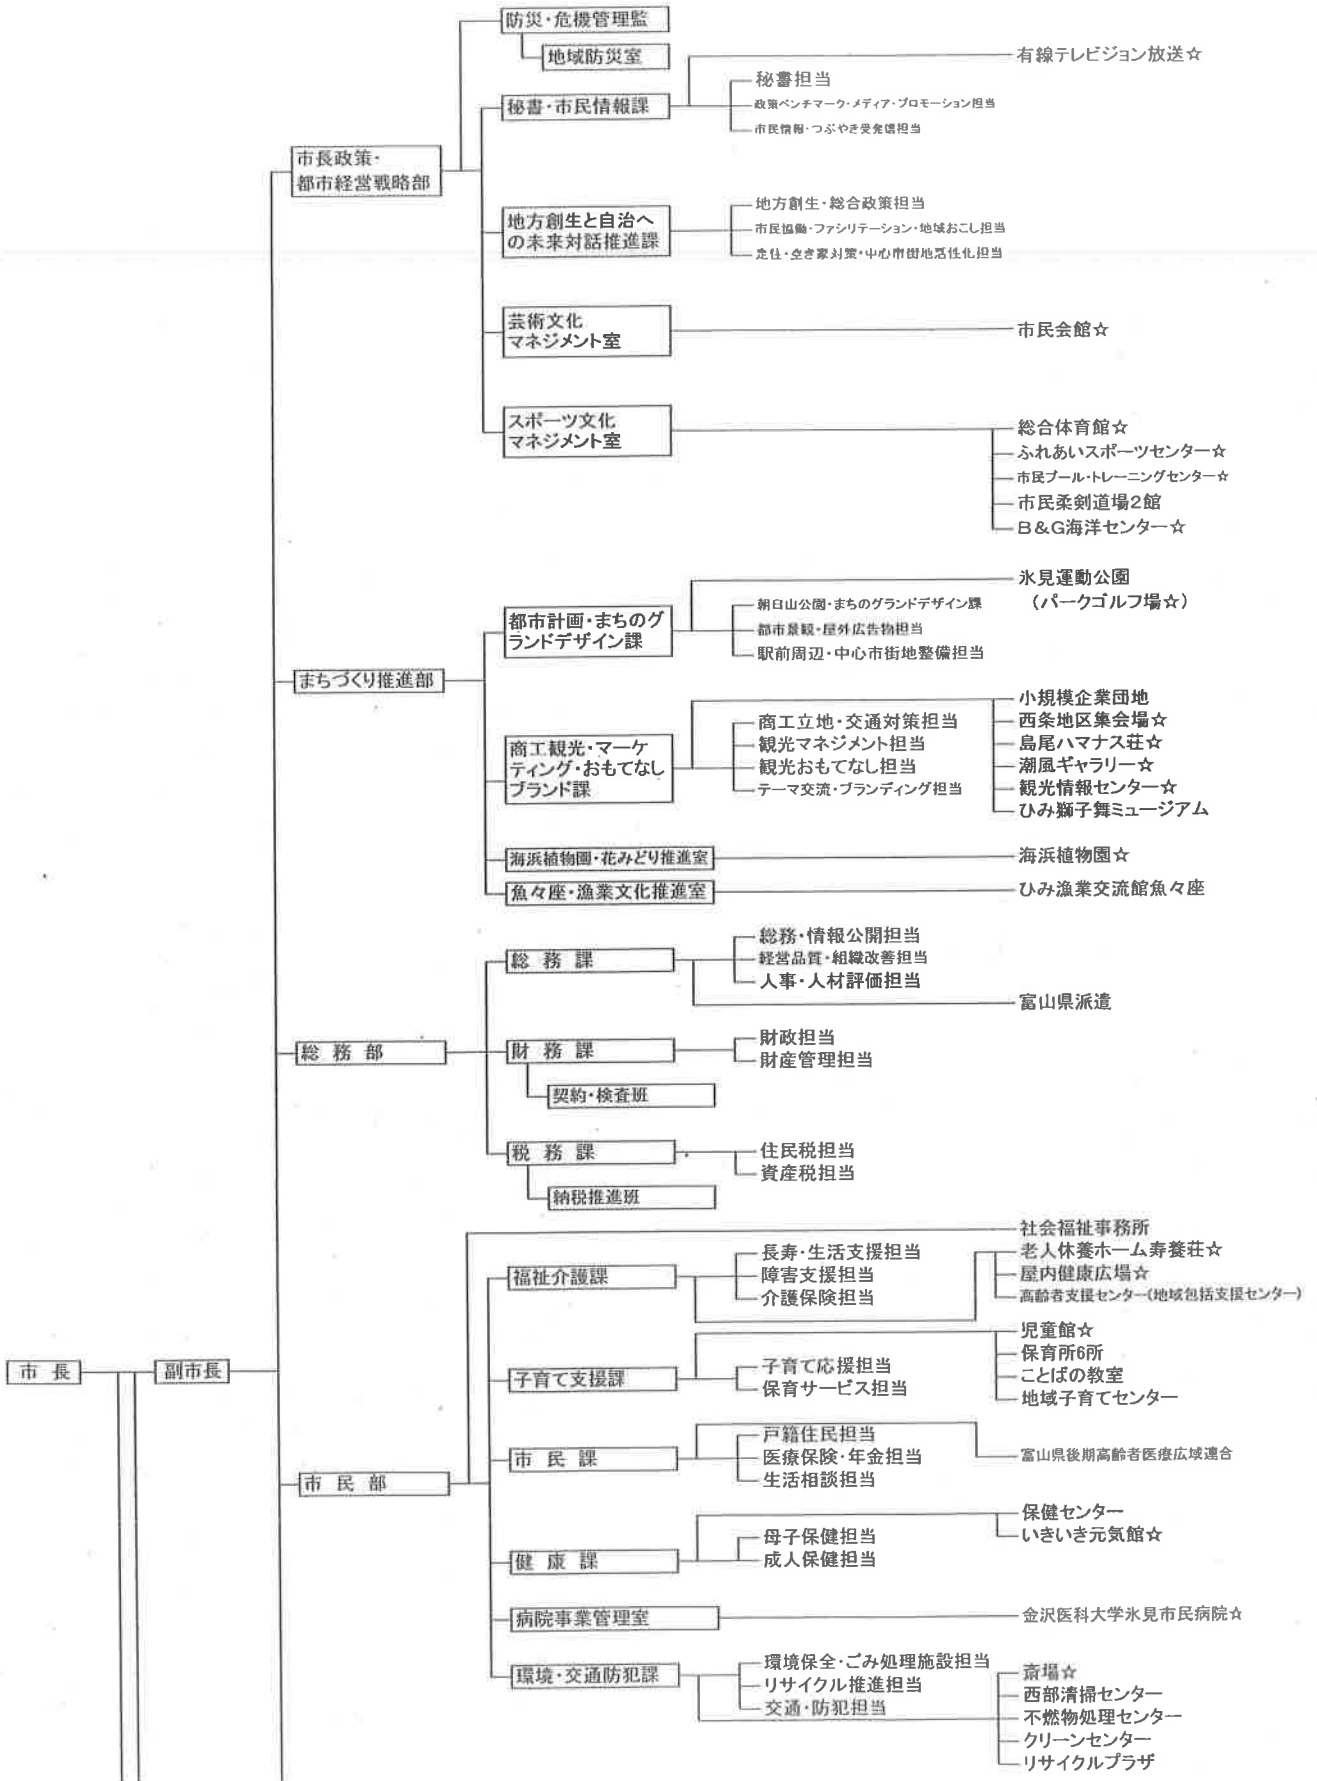 防災・危機管理監
地域防災室
有線テレビジョン放送☆
秘書・市民情報課
秘書担当
政策ベンチマーク・メディア・プロモーション担当
市民情報・つぶやき受発信担当
市長政策・
都市経営戦略部
地方創生と自治へ
の未来対話推進課
地方創生・総合政策担当
市民協働・ファシリテーション・地域おこし担当
定住・空き家対策・中心市街地活性化担当
芸術文化
マネジメント室
市民会館☆
スポーツ文化
マネジメント室
総合体育館☆
ふれあいスポーツセンター☆
市民プール・トレーニングセンター☆
市民柔剣道場2館
B&G海洋センター☆
氷見運動公園
(パークゴルフ場☆)
都市計画・まちのグ
ランドデザイン課
朝日山公園・まちのグランドデザイン課
都市景観・屋外広告物担当
駅前周辺・中心市街地整備担当
まちづくり推進部
小規模企業団地
西条地区集会場☆
島尾ハマナス荘☆
潮風ギャラリー☆
観光情報センター☆
ひみ獅子舞ミュージアム
商工観光・マーケ
ティング・おもてなし
ブランド課
商工立地・交通対策担当
観光マネジメント担当
観光おもてなし担当
テーマ交流・ブランディング担当
海浜植物園・花みどり推進室
海浜植物園☆
魚々座・漁業文化推進室
ひみ漁業交流館魚々座
総務課
総務・情報公開担当
経営品質・組織改善担当
人事・人材評価担当
富山県派遣
総務部
財務課
財政担当
財産管理担当
契約・検査班
税務課
住民税担当
資産税担当
納税推進班
社会福祉事務所
福祉介護課
長寿・生活支援担当
障害支援担当
介護保険担当
老人休養ホーム寿養荘☆
屋内健康広場☆
高齢者支援センター(地域包括支援センター)
市長
副市長
子育て支援課
子育て応援担当
保育サービス担当
児童館☆
保育所6所
ことばの教室
地域子育てセンター
市民部
市民課
戸籍住民担当
医療保険・年金担当
生活相談担当
富山県後期高齢者医療広域連合
健康課
母子保健担当
成人保健担当
保健センター
いきいき元気館☆
病院事業管理室
金沢医科大学氷見市民病院☆
環境・交通防犯課
環境保全・ごみ処理施設担当
リサイクル推進担当
交通・防犯担当
斎場☆
西部清掃センター
不燃物処理センター
クリーンセンター
リサイクルプラザ